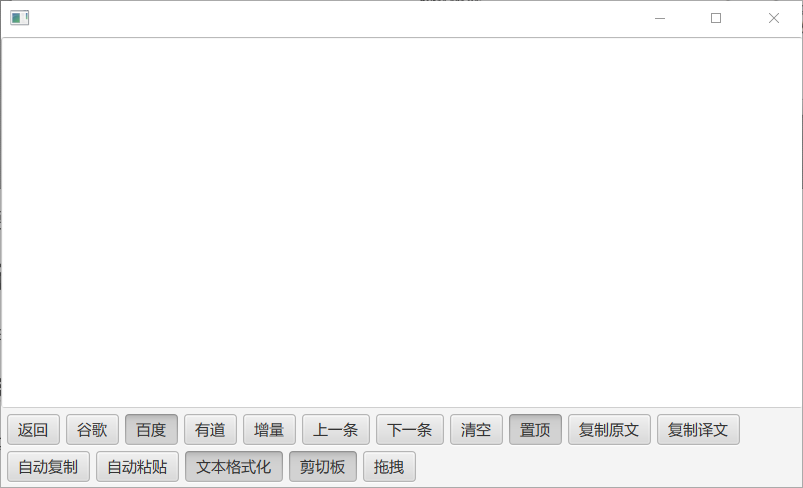 返回 谷歌 百度 有道 增量 上一条 下一条 清空 置顶 复制原文 复制译文
自动复制 自动粘贴 文本格式化 剪切板 拖拽